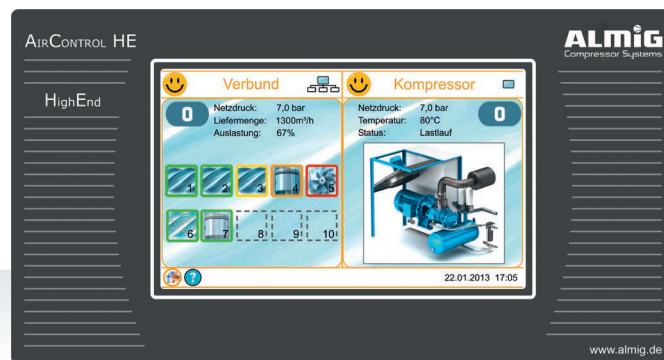 AirControl HE
HighEnd
ALMiG
Compressor Systems
Verbund
0
Netzdruck: 7,0 bar
Liefermenge: 1300m³/h
Auslastung: 67%
1 2 3 4 5
6 7 8 9 10
Kompressor
Netzdruck: 7,0 bar
Temperatur: 80°C
Status: Lastlauf
0
?
22.01.2013 17:05
www.almig.de